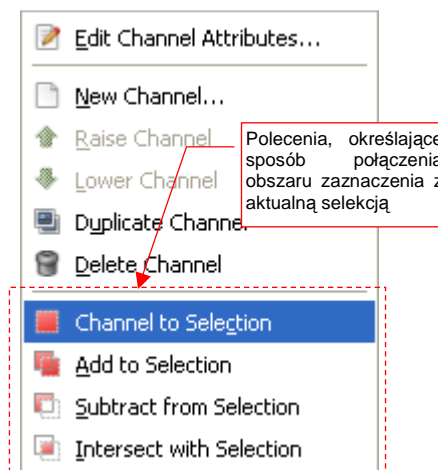 Edit Channel Attributes...
New Channel...
Raise Channel
Lower Channel
Duplicate Channel
Delete Channel
Polecenia, określające
sposób połączenia
obszaru zaznaczenia z
aktualną selekcją
Channel to Selection
Add to Selection
Subtract from Selection
Intersect with Selection